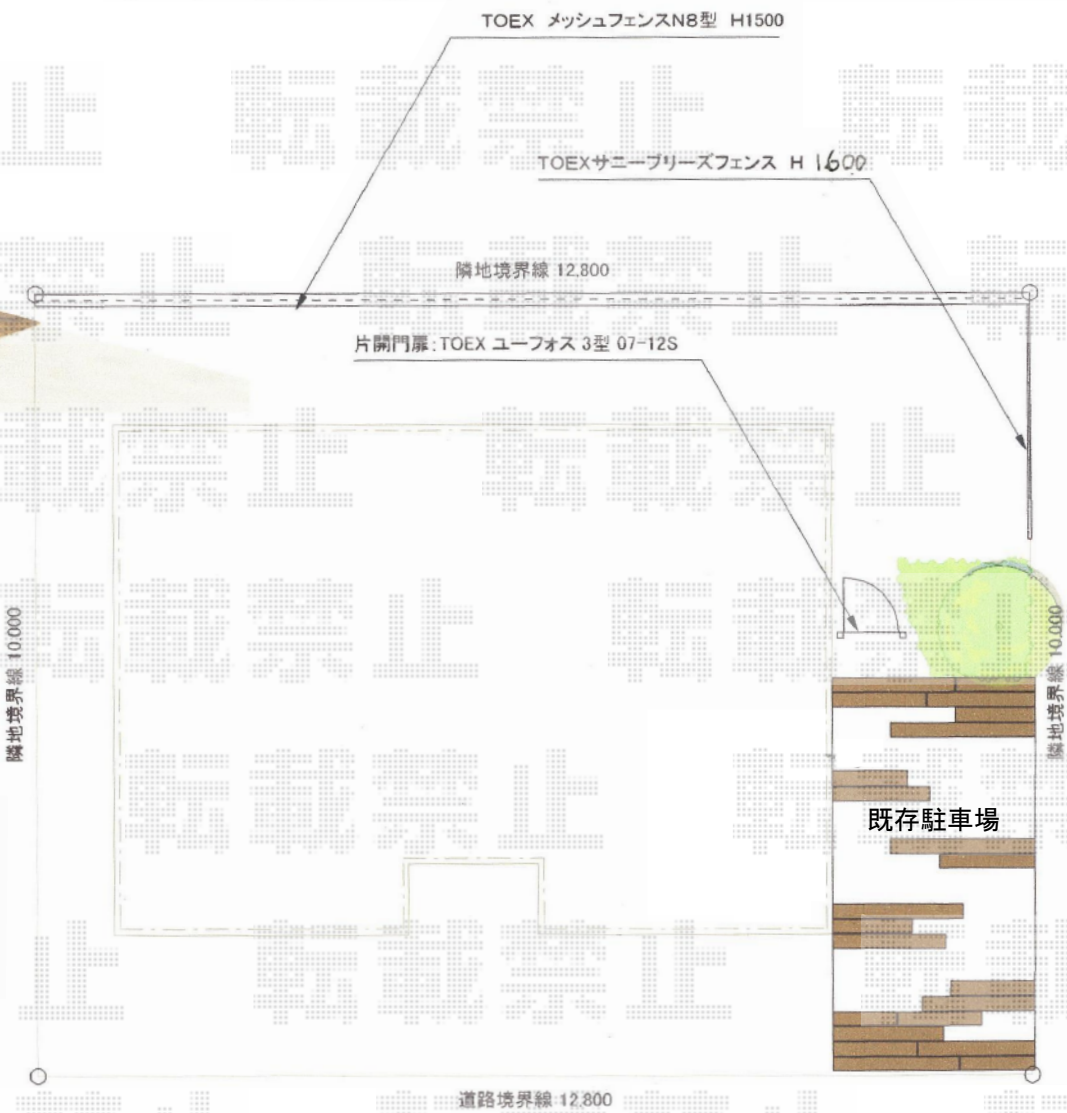 TOEX メッシュフェンスN8型 H1500
TOEXサニーブリーズフェンス H 1600
隣地境界線 12,800
片開門扉:TOEX ユーフォス 3型 07-12S
隣地境界線 10,000
隣地境界線 10,000
既存駐車場
道路境界線 12,800
転載禁止